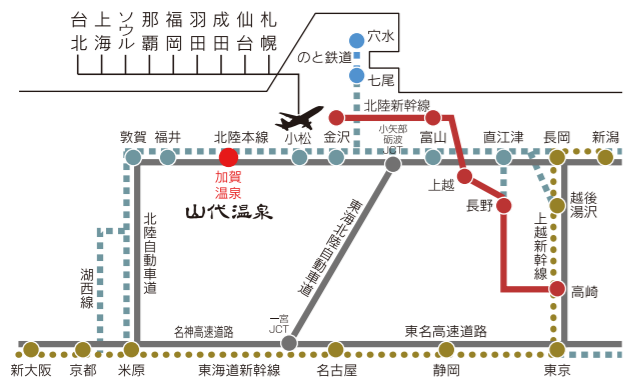 台北
上海
ソウル
那覇
福岡
羽田
成田
仙台
札幌
穴水
のと鉄道
七尾
北陸新幹線
敦賀
福井
北陸本線
小松
金沢
小矢部
砺波
JCT
富山
直江津
長岡
新潟
加賀
温泉
山代温泉
上越
長野
越後
湯沢
北陸自動車道
東海北陸自動車道
上越新幹線
湖西線
高崎
名神高速道路
一宮
JCT
東名高速道路
新大阪
京都
米原
東海道新幹線
名古屋
静岡
東京